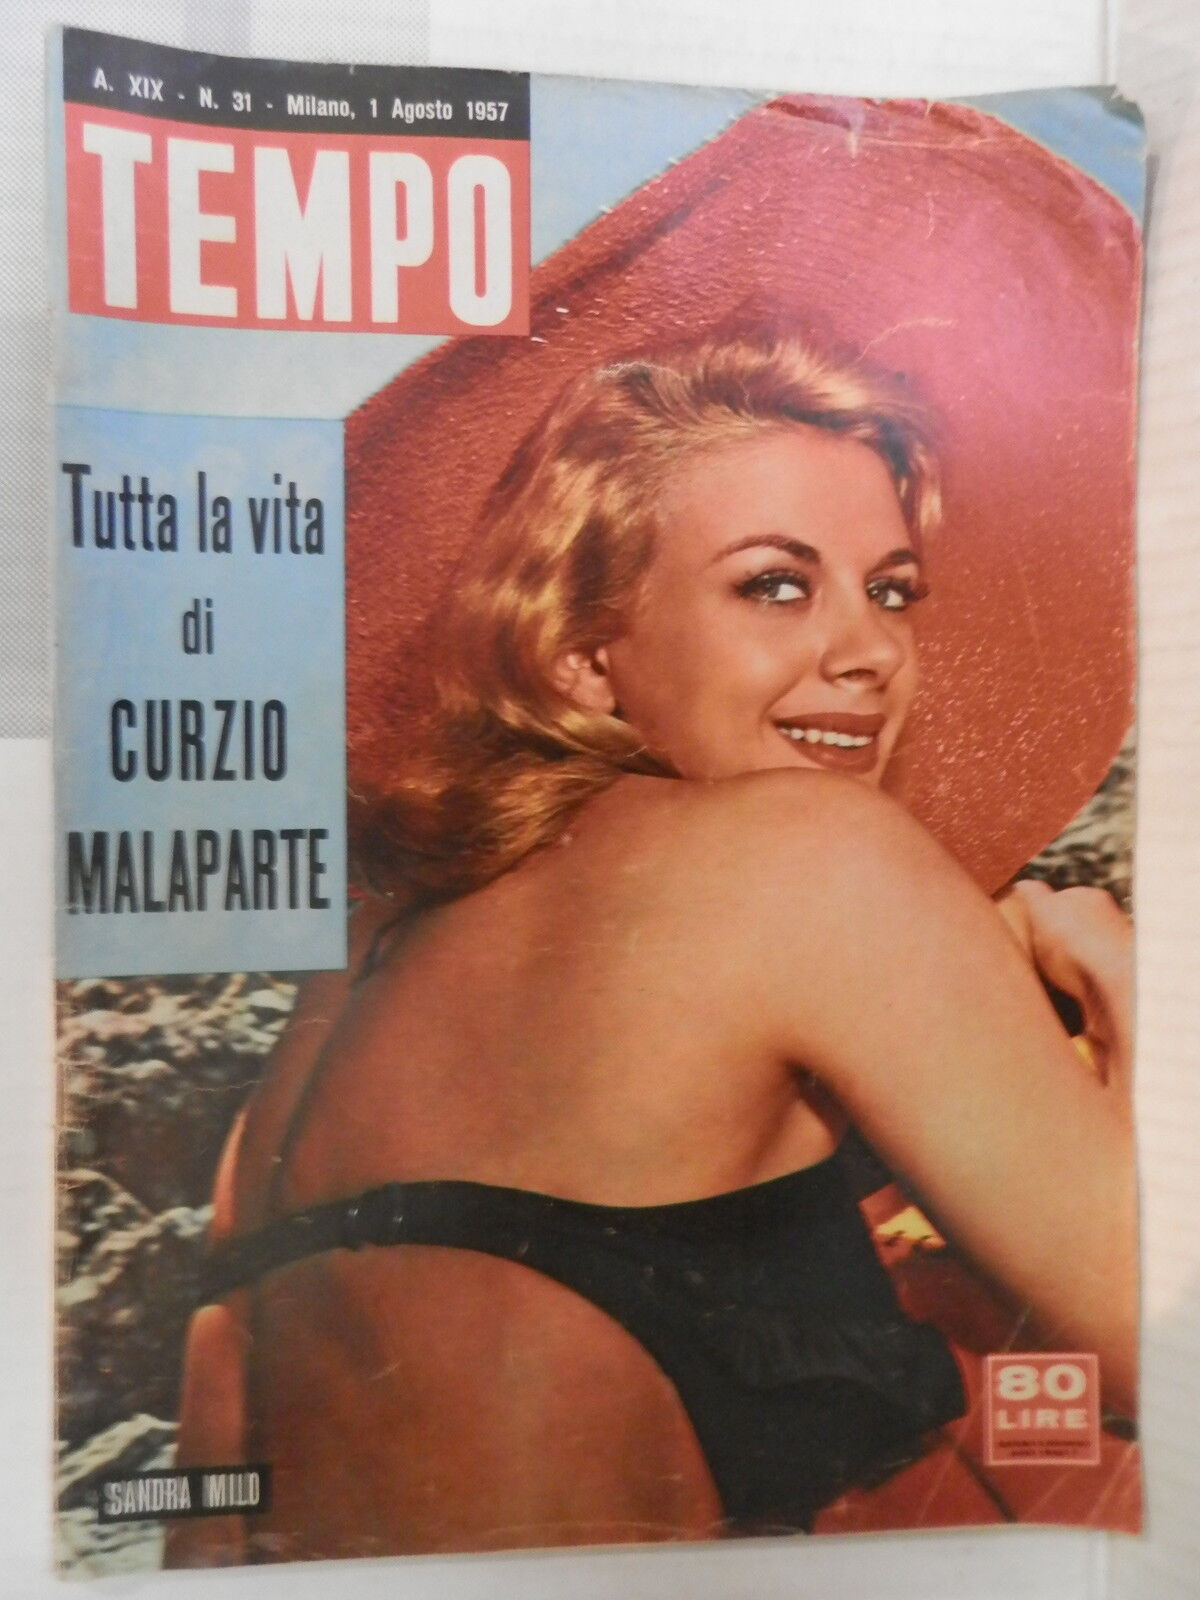 A. XIX - N. 31 - Milano, 1 Agosto 1957
TEMPO
Tutta la vita
di
CURZIO
MALAPARTE
80
LIRE
SANDRA MILO